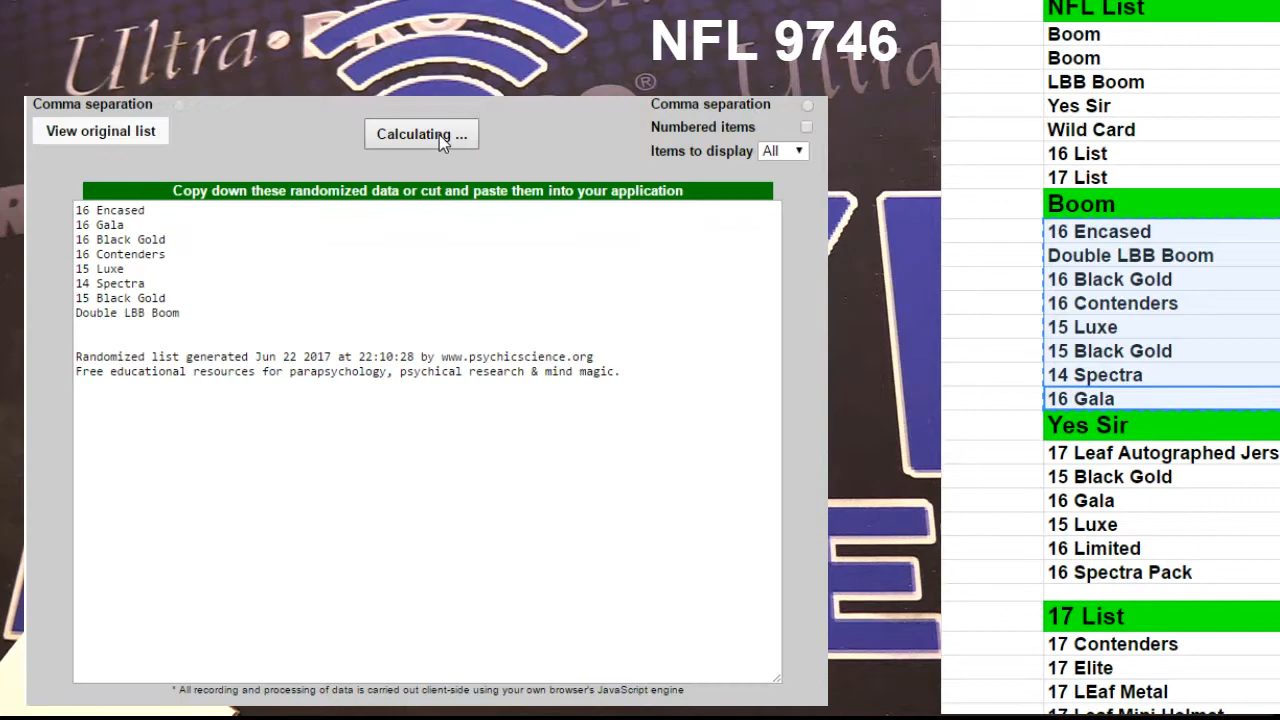 Ultra PRO
Ultra
NFL 9746
Comma separation
View original list
Calculating ...
Comma separation
Numbered items
Items to display All
Copy down these randomized data or cut and paste them into your application
16 Encased
16 Gala
16 Black Gold
16 Contenders
15 Luxe
14 Spectra
15 Black Gold
Double LBB Boom
Randomized list generated Jun 22 2017 at 22:10:28 by www.psychicscience.org
Free educational resources for parapsychology, psychical research & mind magic.
* All recording and processing of data is carried out client-side using your own browser's JavaScript engine
NFL List
Boom
Boom
LBB Boom
Yes Sir
Wild Card
16 List
17 List
Boom
16 Encased
Double LBB Boom
16 Black Gold
16 Contenders
15 Luxe
15 Black Gold
14 Spectra
16 Gala
Yes Sir
17 Leaf Autographed Jers
15 Black Gold
16 Gala
15 Luxe
16 Limited
16 Spectra Pack
17 List
17 Contenders
17 Elite
17 LEaf Metal
17 Leaf Mini Helmet